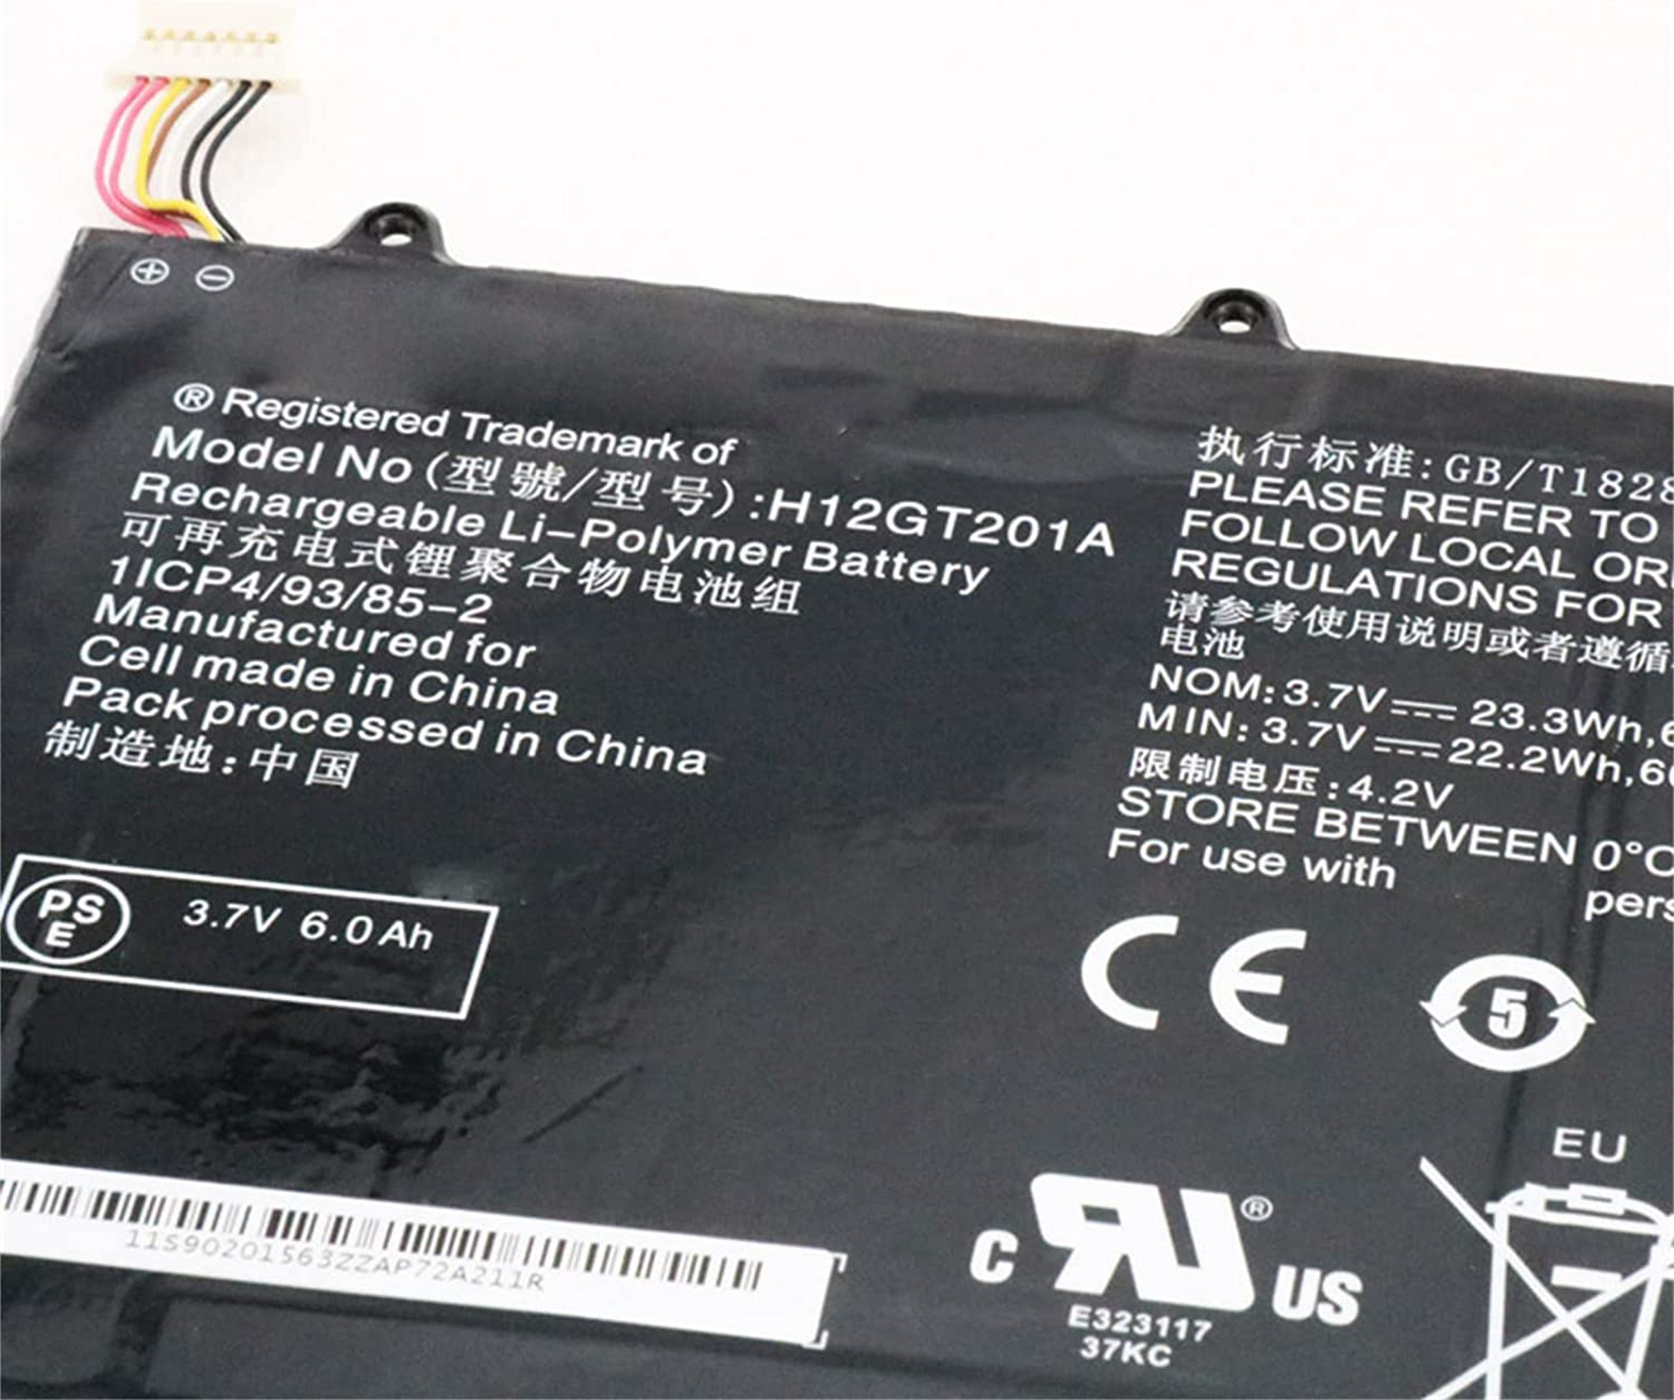 ® Registered Trademark of
Model No (型號/型号):H12GT201A
Rechargeable Li-Polymer Battery
可再充电式锂聚合物电池组
1ICP4/93/85-2
Manufactured for
Cell made in China
Pack processed in China
制造地:中国
PSE
3.7V 6.0Ah
11S90201563ZZAP72A211R
执行标准:GB/T1828
PLEASE REFER TO
FOLLOW LOCAL OR
REGULATIONS FOR
请参考使用说明或者遵循
电池
NOM:3.7V 23.3Wh,6
MIN:3.7V 22.2Wh,60
限制电压:4.2V
STORE BETWEEN 0°C
For use with pers
CE
5
EU
C RU® US
E323117
37KC